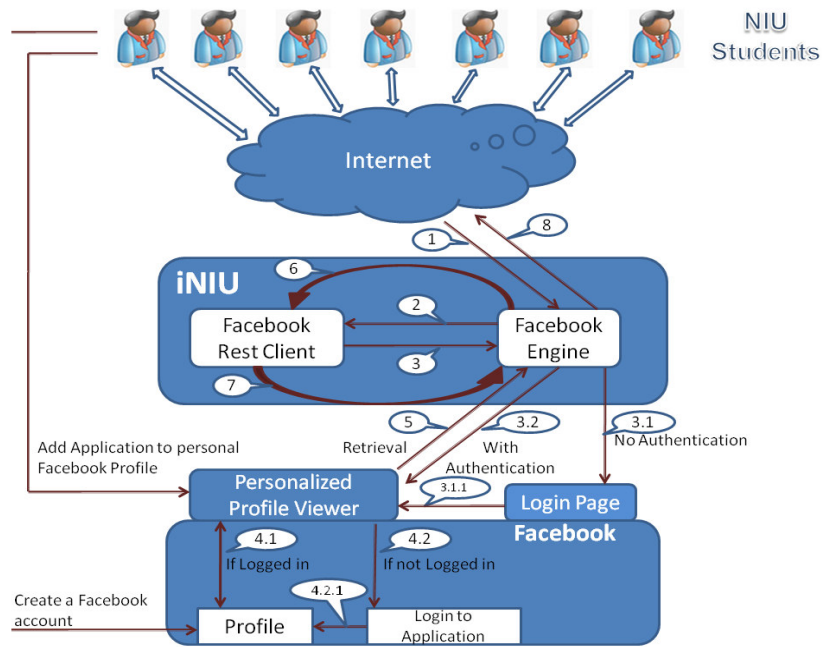 NIU
Students
Internet
1
8
iNIU
6
2
Facebook
Rest Client
Facebook
Engine
3
7
5
3.2
3.1
Add Application to personal
Facebook Profile
Retrieval
With
Authentication
No Authentication
Personalized
Profile Viewer
3.1.1
Login Page
Facebook
4.1
4.2
If Logged in
If not Logged in
4.2.1
Create a Facebook
account
Profile
Login to
Application